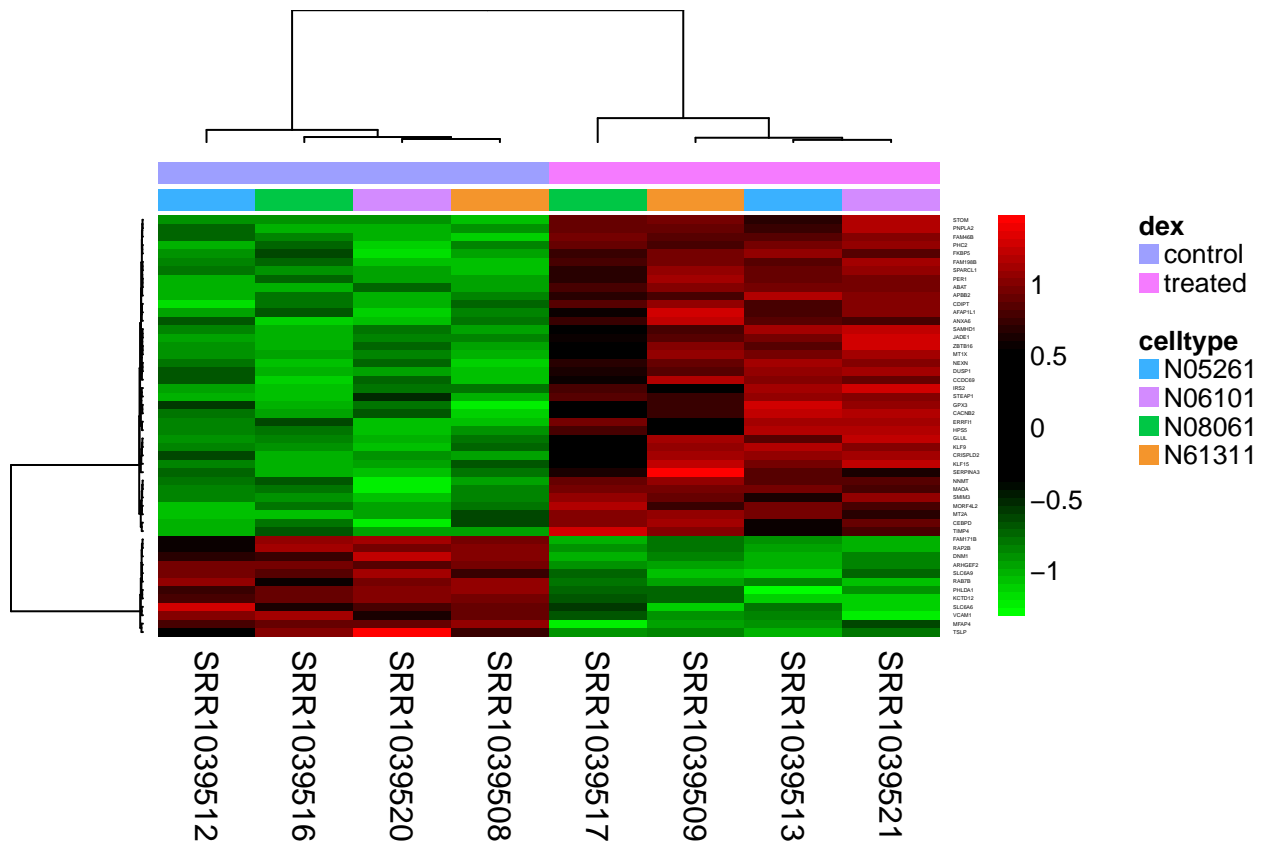 STOM
PNPLA2
FAM46B
PHC2
FKBP5
FAM198B
SPARCL1
PER1
ABAT
APBB2
CDIPT
AFAP1L1
ANXA6
SAMHD1
JADE1
ZBTB16
MT1X
NEXN
DUSP1
CCDC69
IRS2
STEAP1
GPX3
CACNB2
ERRFI1
HPS5
GLUL
KLF9
CRISPLD2
KLF15
SERPINA3
NNMT
MAOA
SMIM3
MORF4L2
MT2A
CEBPD
TIMP4
FAM171B
RAP2B
DNM1
ARHGEF2
SLC6A9
RAB7B
PHLDA1
KCTD12
SLC6A6
VCAM1
MFAP4
TSLP
SRR1039512
SRR1039516
SRR1039520
SRR1039508
SRR1039517
SRR1039509
SRR1039513
SRR1039521
1
0.5
0
−0.5
−1
dex
control
treated
celltype
N05261
N06101
N08061
N61311